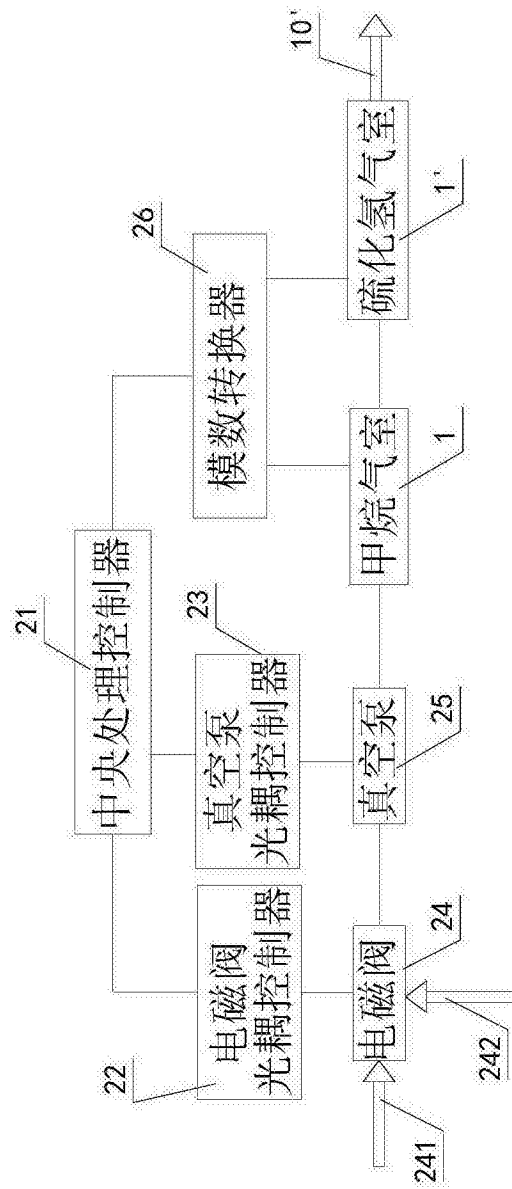 21
中央处理控制器
22
电磁阀
光耦控制器
真空泵
光耦控制器
23
模数转换器
26
241
电磁阀
24
242
真空泵
25
甲烷气室
1
硫化氢气室
1'
10'